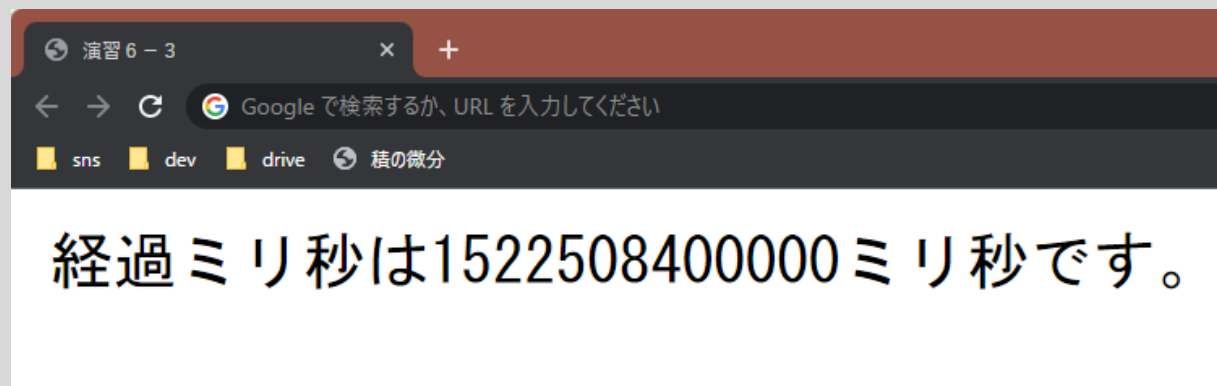 演習６－３
Google で検索するか、URL を入力してください
sns dev drive 積の微分
経過ミリ秒は1522508400000ミリ秒です。